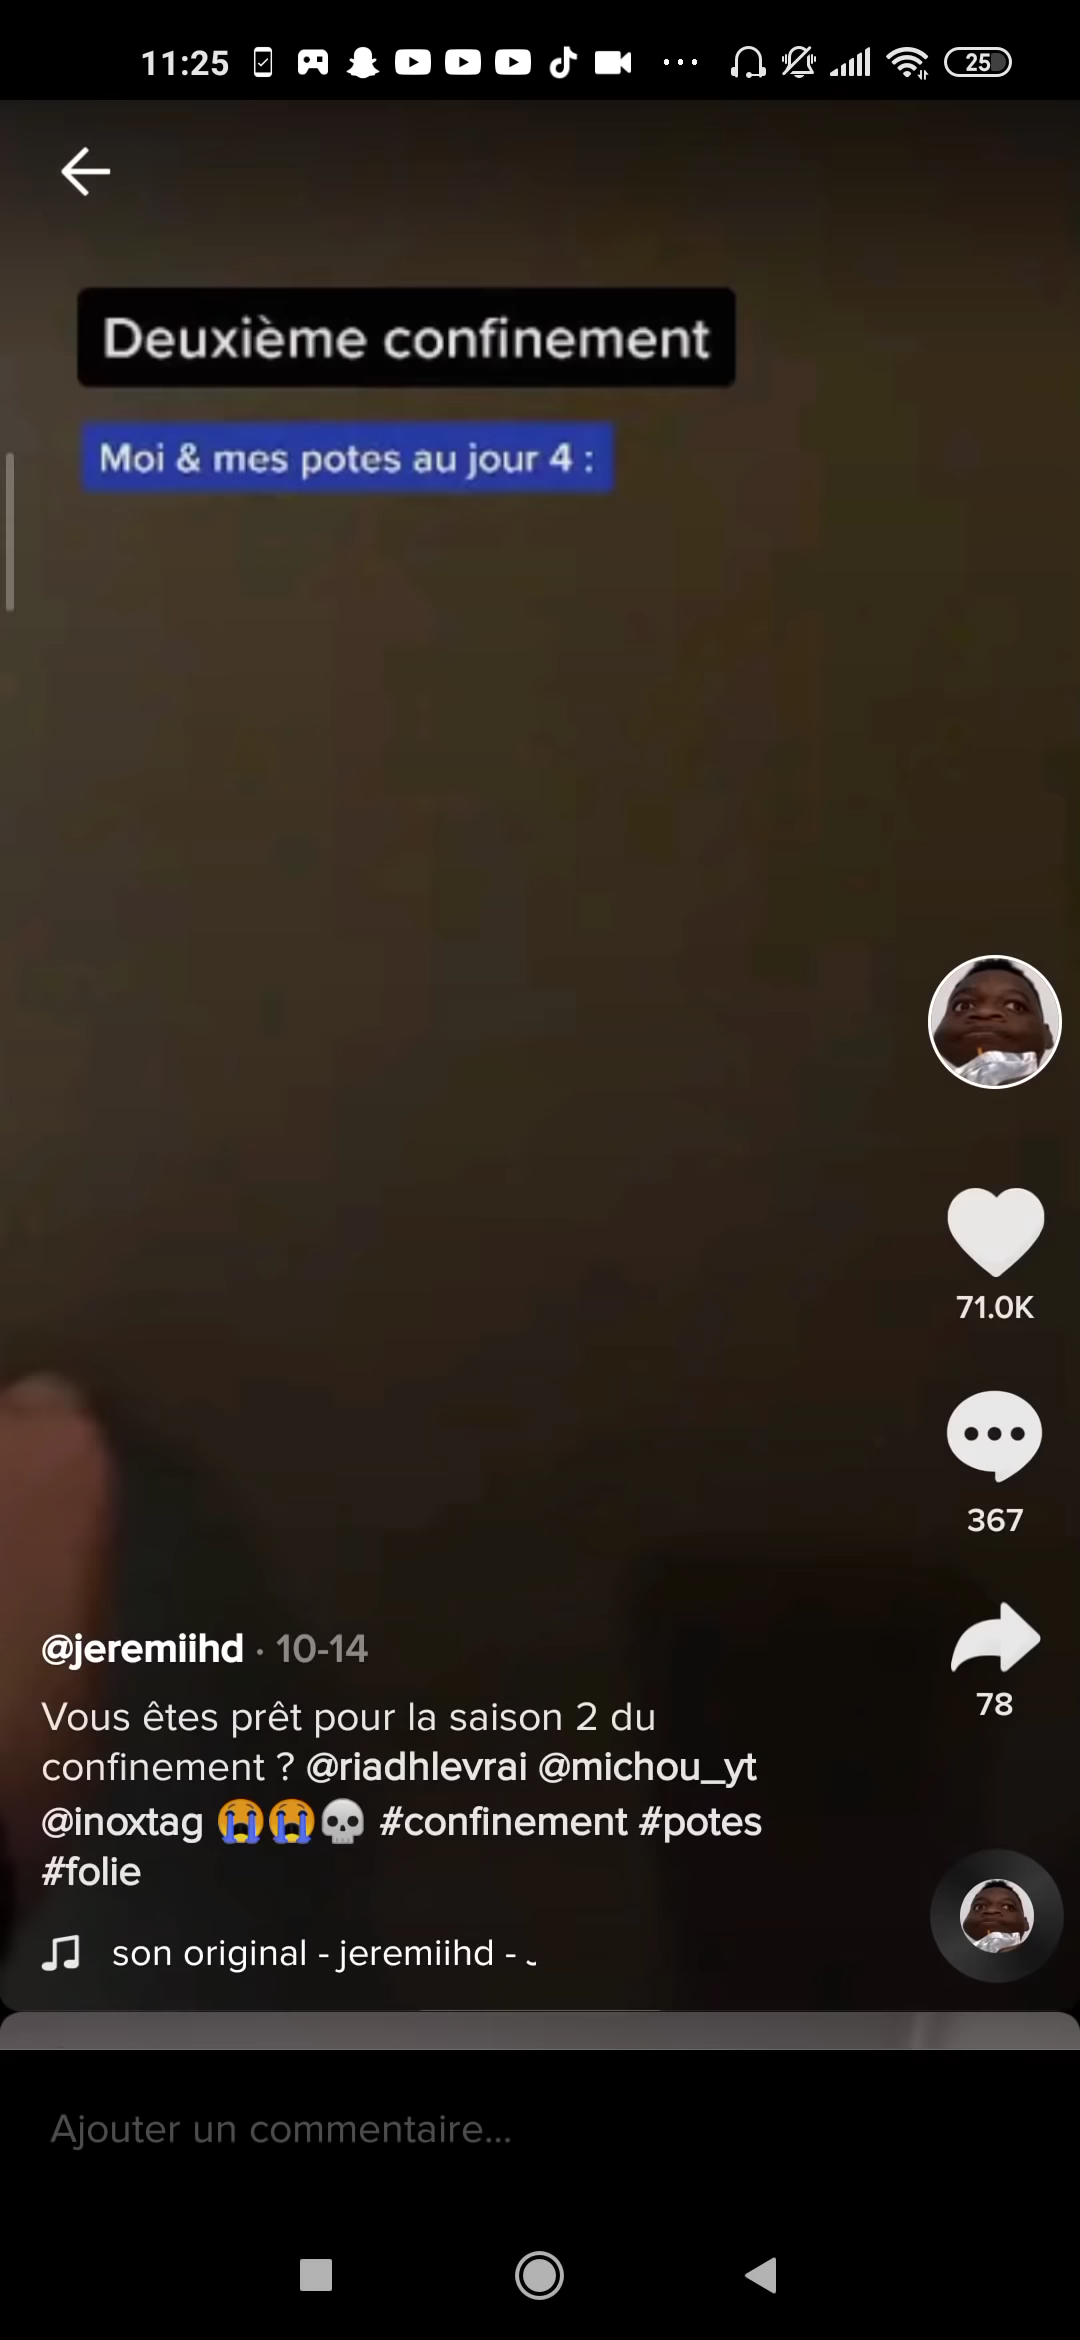 11:25
25
Deuxième confinement
Moi & mes potes au jour 4 :
71.0K
367
78
@jeremiihd · 10-14
Vous êtes prêt pour la saison 2 du
confinement ? @riadhlevrai @michou_yt
@inoxtag 😭😭💀 #confinement #potes
#folie
son original - jeremiihd -
Ajouter un commentaire...